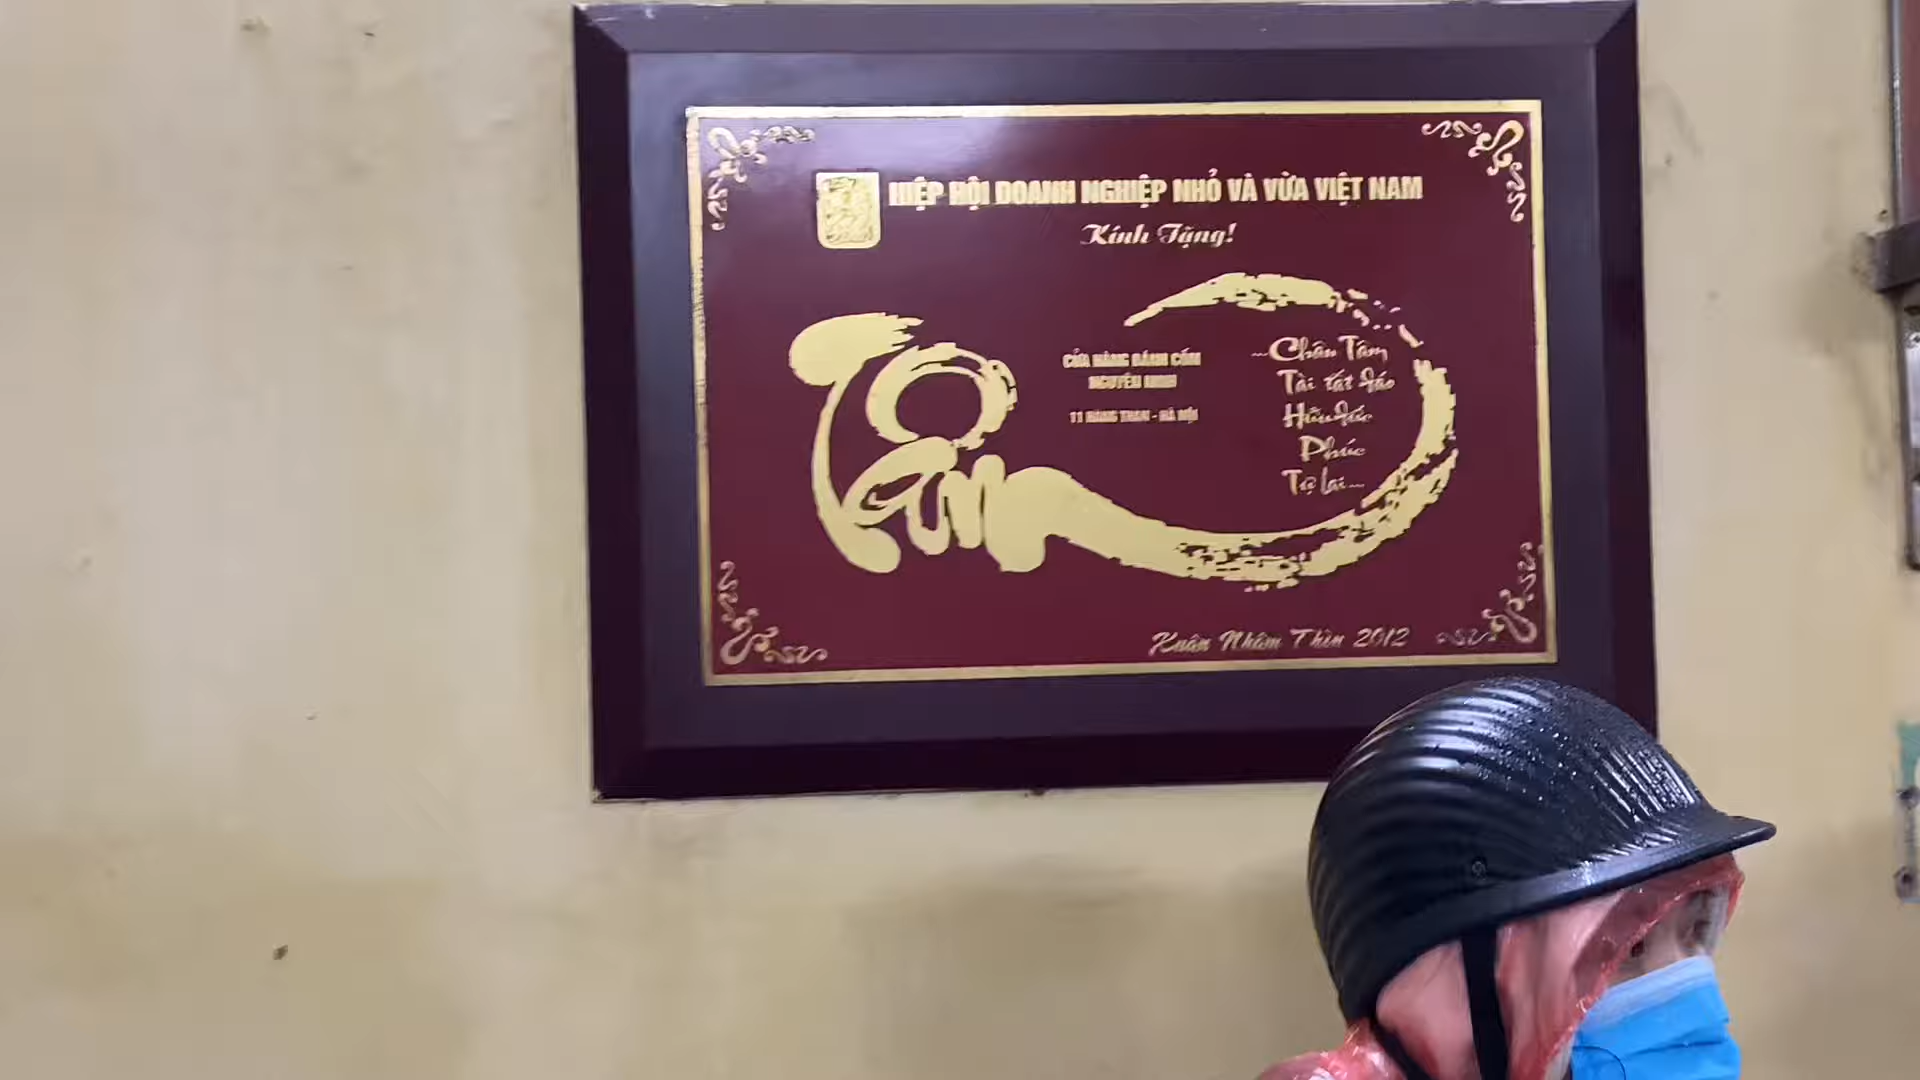 HIỆP HỘI DOANH NGHIỆP NHỎ VÀ VỪA VIỆT NAM
Kính Tặng!
Tâm
CỬA HÀNG BÁNH CỐM
NGUYÊN NINH
11 HÀNG THAN - HÀ NỘI
...Chân Tâm
Tài tất đáo
Hữu đức
Phúc
Tự lai...
Xuân Nhâm Thìn 2012